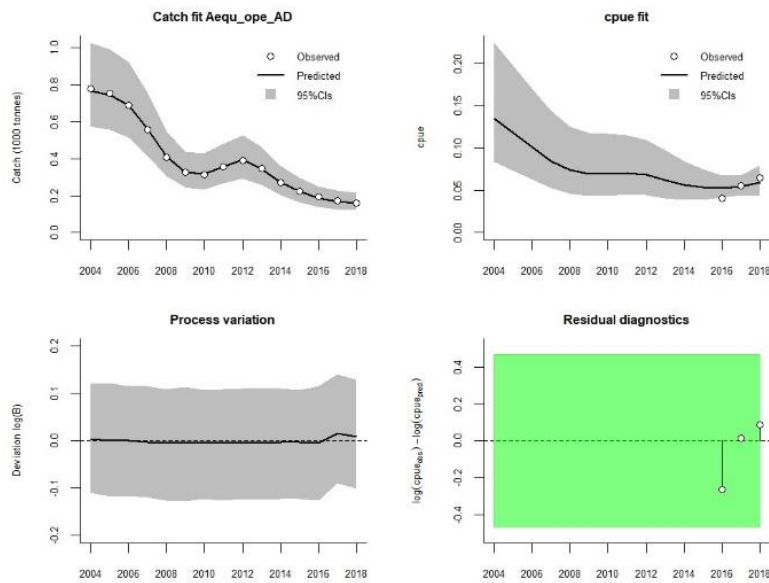 Catch fit Aequ_ope_AD
Catch (1000 tonnes)
1.0
0.8
0.6
0.4
0.2
0.0
Observed
Predicted
95%CIs
2004 2006 2008 2010 2012 2014 2016 2018
cpue fit
cpue
0.20
0.15
0.10
0.05
0.00
Observed
Predicted
95%CIs
2004 2006 2008 2010 2012 2014 2016 2018
Process variation
Deviation log(B)
0.2
0.1
0.0
-0.1
-0.2
2004 2006 2008 2010 2012 2014 2016 2018
Residual diagnostics
log(cpue_obs) − log(cpue_pred)
0.4
0.2
0.0
-0.2
-0.4
2004 2006 2008 2010 2012 2014 2016 2018